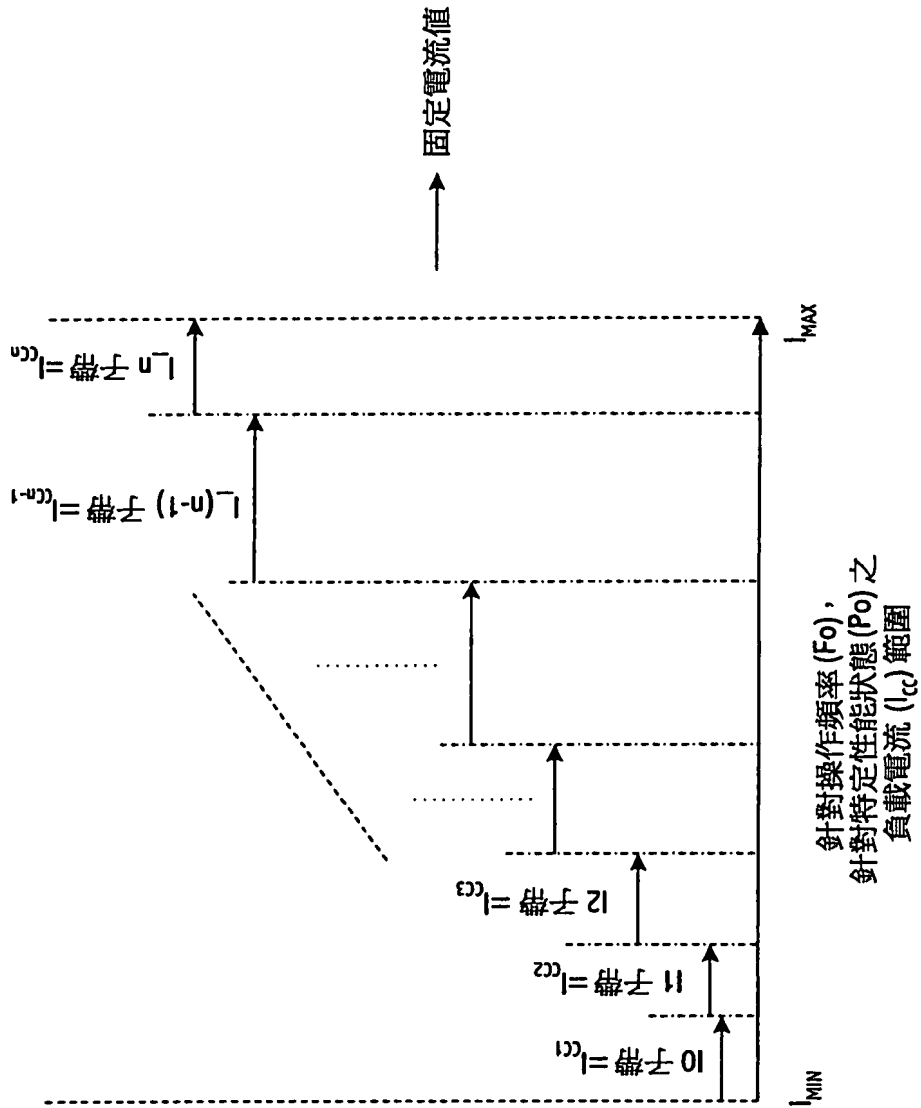 固定電流值
I_n 子帶=I_CCn
I_(n-1) 子帶=I_CCn-1
I2 子帶=I_CC3
I1 子帶=I_CC2
I0 子帶=I_CC1
I_MIN
I_MAX
針對操作頻率 (Fo)，
針對特定性能狀態 (Po) 之
負載電流 (I_CC) 範圍